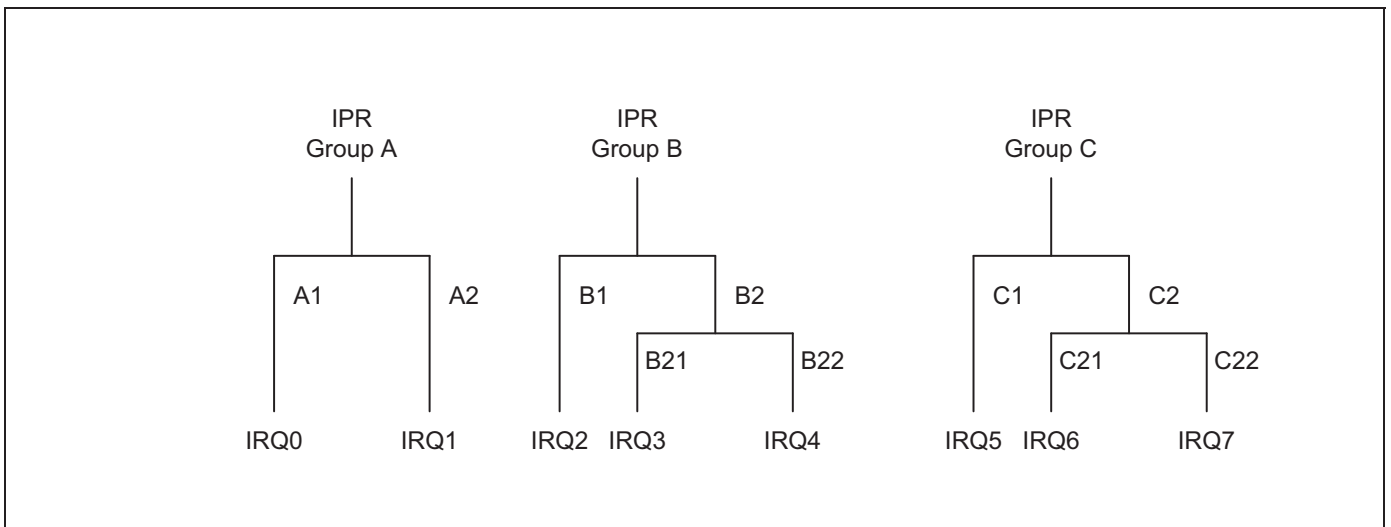 IPR
Group A
IPR
Group B
IPR
Group C
A1
A2
B1
B2
C1
C2
B21
B22
C21
C22
IRQ0
IRQ1
IRQ2
IRQ3
IRQ4
IRQ5
IRQ6
IRQ7